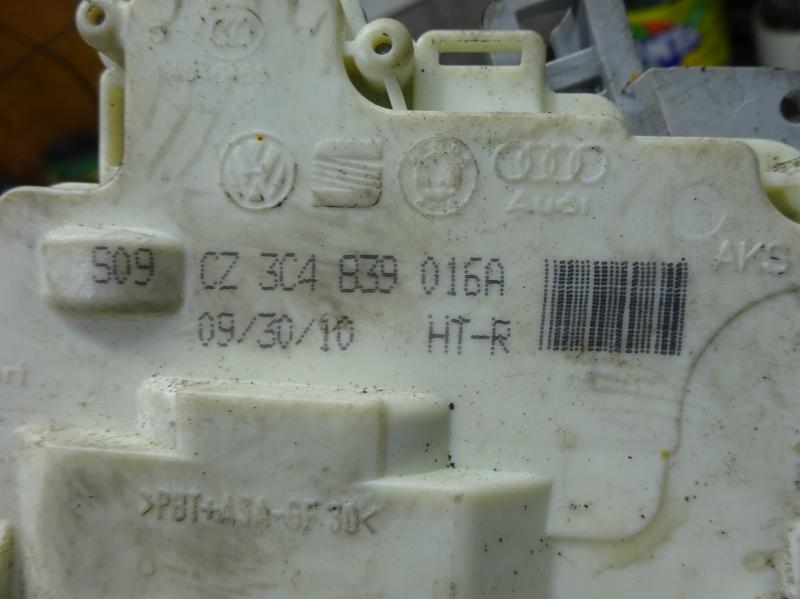 AUDI
AKS
S09 CZ 3C4 839 016A
09/30/10 HT-R
>PBT+ASA-GF30<